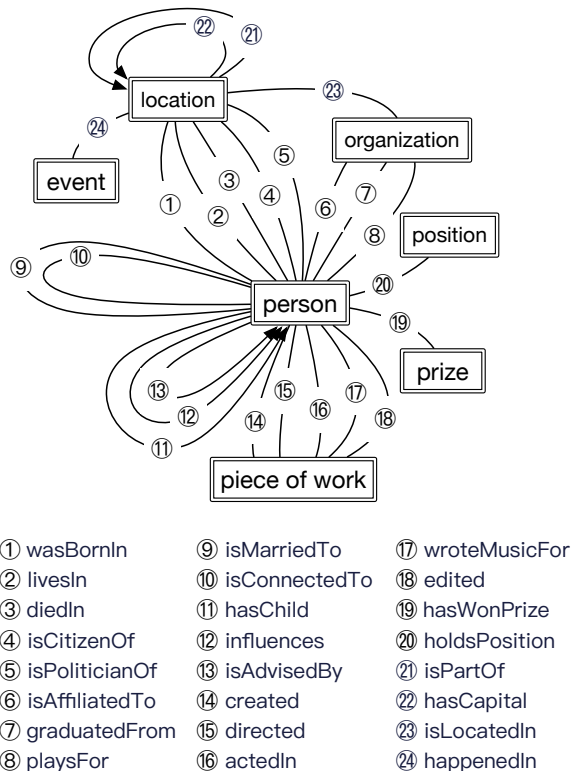 ㉒ ㉑
location
㉓
㉔
organization
event
⑤
③
④
⑥ ⑦
① ②
⑧
position
⑨ ⑩
⑳
person
⑲
prize
⑬
⑫
⑪
⑭ ⑮ ⑯ ⑰ ⑱
piece of work
① wasBornIn ⑨ isMarriedTo ⑰ wroteMusicFor
② livesIn ⑩ isConnectedTo ⑱ edited
③ diedIn ⑪ hasChild ⑲ hasWonPrize
④ isCitizenOf ⑫ influences ⑳ holdsPosition
⑤ isPoliticianOf ⑬ isAdvisedBy ㉑ isPartOf
⑥ isAffiliatedTo ⑭ created ㉒ hasCapital
⑦ graduatedFrom ⑮ directed ㉓ isLocatedIn
⑧ playsFor ⑯ actedIn ㉔ happenedIn